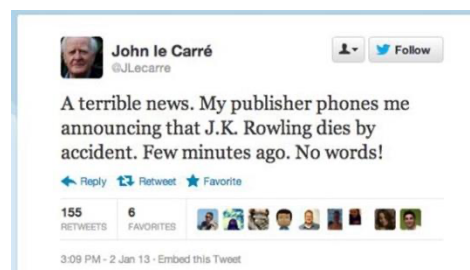 John le Carré
@JLecarre
Follow
A terrible news. My publisher phones me
announcing that J.K. Rowling dies by
accident. Few minutes ago. No words!
Reply Retweet Favorite
155 6
RETWEETS FAVORITES
3:09 PM - 2 Jan 13 · Embed this Tweet